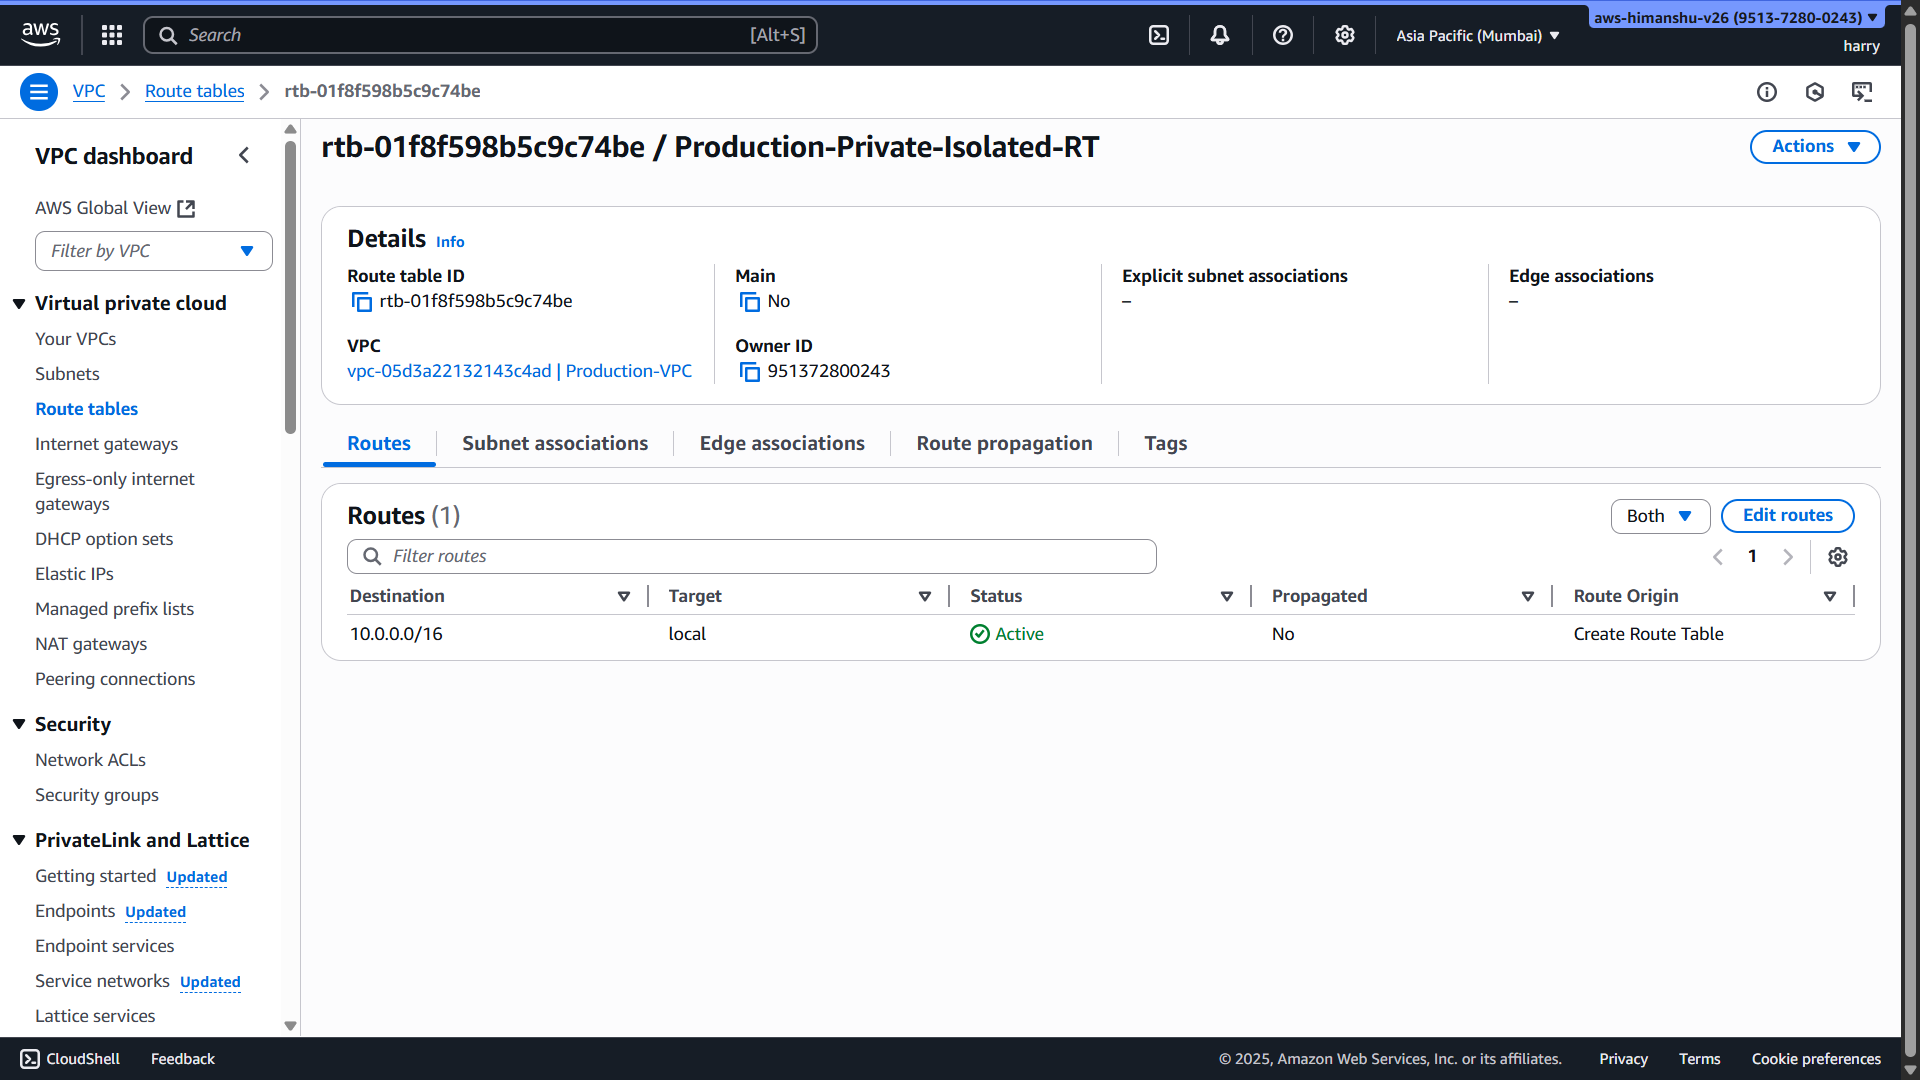 aws
Search [Alt+S]
Asia Pacific (Mumbai)
aws-himanshu-v26 (9513-7280-0243)
harry
VPC
Route tables
rtb-01f8f598b5c9c74be
VPC dashboard
AWS Global View
Filter by VPC
Virtual private cloud
Your VPCs
Subnets
Route tables
Internet gateways
Egress-only internet
gateways
DHCP option sets
Elastic IPs
Managed prefix lists
NAT gateways
Peering connections
Security
Network ACLs
Security groups
PrivateLink and Lattice
Getting started Updated
Endpoints Updated
Endpoint services
Service networks Updated
Lattice services
rtb-01f8f598b5c9c74be / Production-Private-Isolated-RT
Actions
Details Info
Route table ID
rtb-01f8f598b5c9c74be
Main
No
Explicit subnet associations
–
Edge associations
–
VPC
vpc-05d3a22132143c4ad | Production-VPC
Owner ID
951372800243
Routes
Subnet associations
Edge associations
Route propagation
Tags
Routes (1)
Both
Edit routes
Filter routes
1
Destination Target Status Propagated Route Origin
10.0.0.0/16 local Active No Create Route Table
CloudShell Feedback
© 2025, Amazon Web Services, Inc. or its affiliates. Privacy Terms Cookie preferences